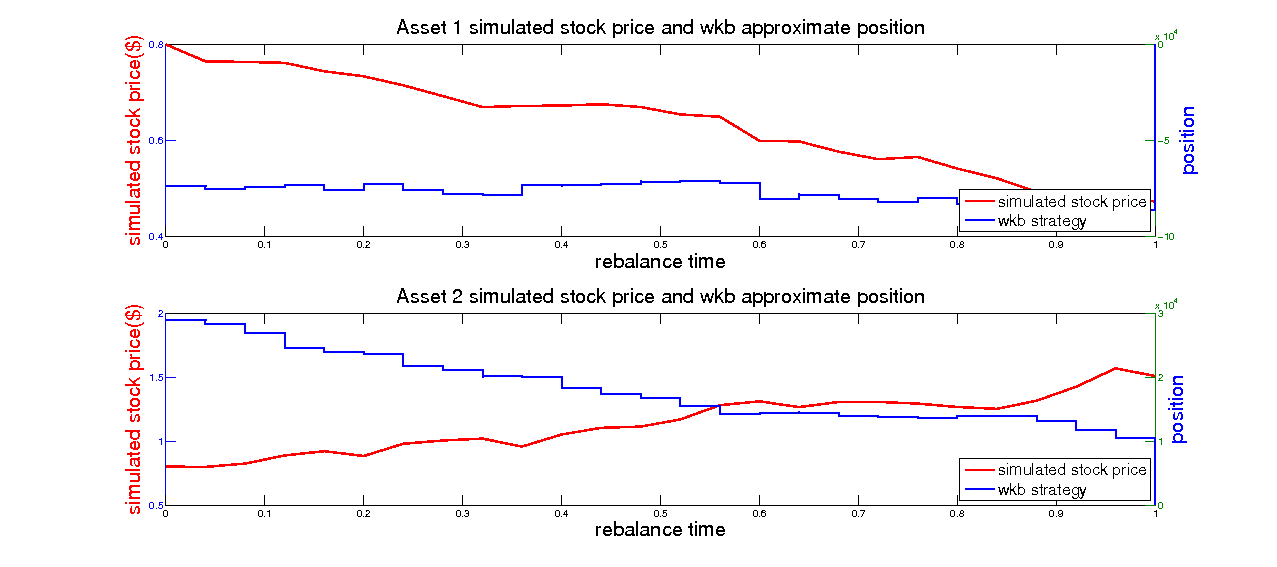 Asset 1 simulated stock price and wkb approximate position
x 10^4
simulated stock price($)
0.8
0.6
0.4
0
-5
-10
position
simulated stock price
wkb strategy
0 0.1 0.2 0.3 0.4 0.5 0.6 0.7 0.8 0.9 1
rebalance time
Asset 2 simulated stock price and wkb approximate position
x 10^4
simulated stock price($)
2
1.5
1
0.5
3
2
1
0
position
simulated stock price
wkb strategy
0 0.1 0.2 0.3 0.4 0.5 0.6 0.7 0.8 0.9 1
rebalance time